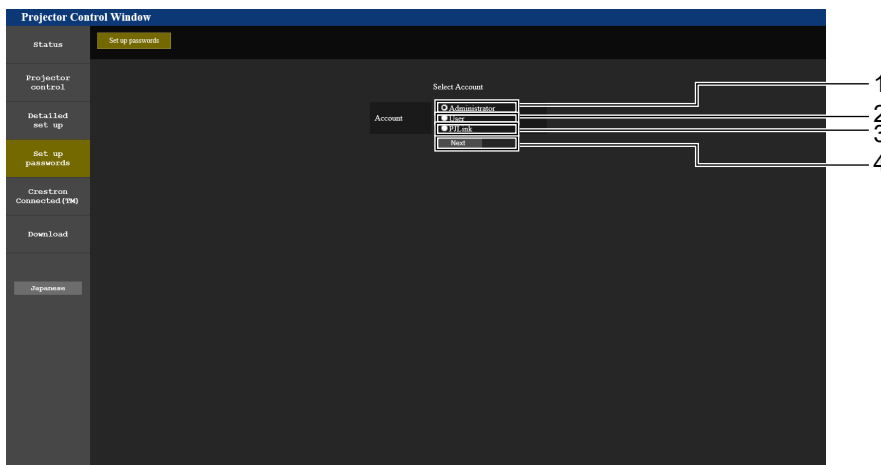 Projector Control Window
Status
Set up passwords
Projector
control
Select Account
1
Administrator
Detailed
set up
Account
User
2
PJLink
3
Next
4
Set up
passwords
Crestron
Connected(TM)
Download
Japanese